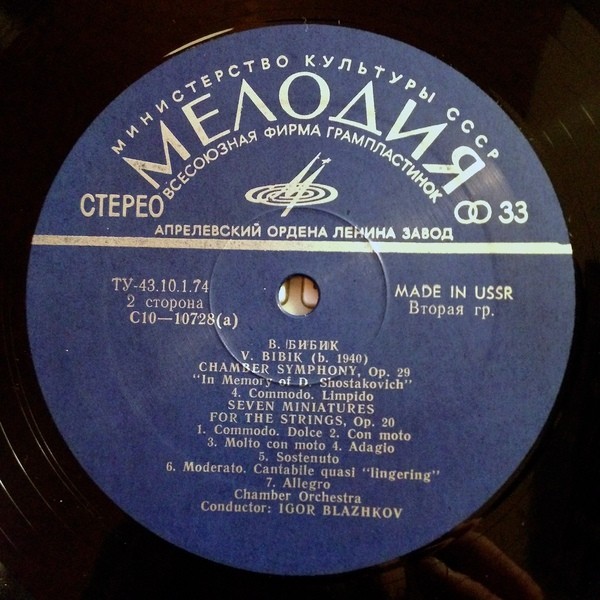 МИНИСТЕРСТВО КУЛЬТУРЫ СССР
МЕЛОДИЯ
ВСЕСОЮЗНАЯ ФИРМА ГРАМПЛАСТИНОК
СТЕРЕО
33
АПРЕЛЕВСКИЙ ОРДЕНА ЛЕНИНА ЗАВОД
ТУ-43.10.1.74
2 сторона
С10—10728(а)
MADE IN USSR
Вторая гр.
В. БИБИК
V. BIBIK (b. 1940)
CHAMBER SYMPHONY, Op. 29
"In Memory of D. Shostakovich"
4. Commodo. Limpido
SEVEN MINIATURES
FOR THE STRINGS, Op. 20
1. Commodo. Dolce 2. Con moto
3. Molto con moto 4. Adagio
5. Sostenuto
6. Moderato. Cantabile quasi "lingering"
7. Allegro
Chamber Orchestra
Conductor: IGOR BLAZHKOV